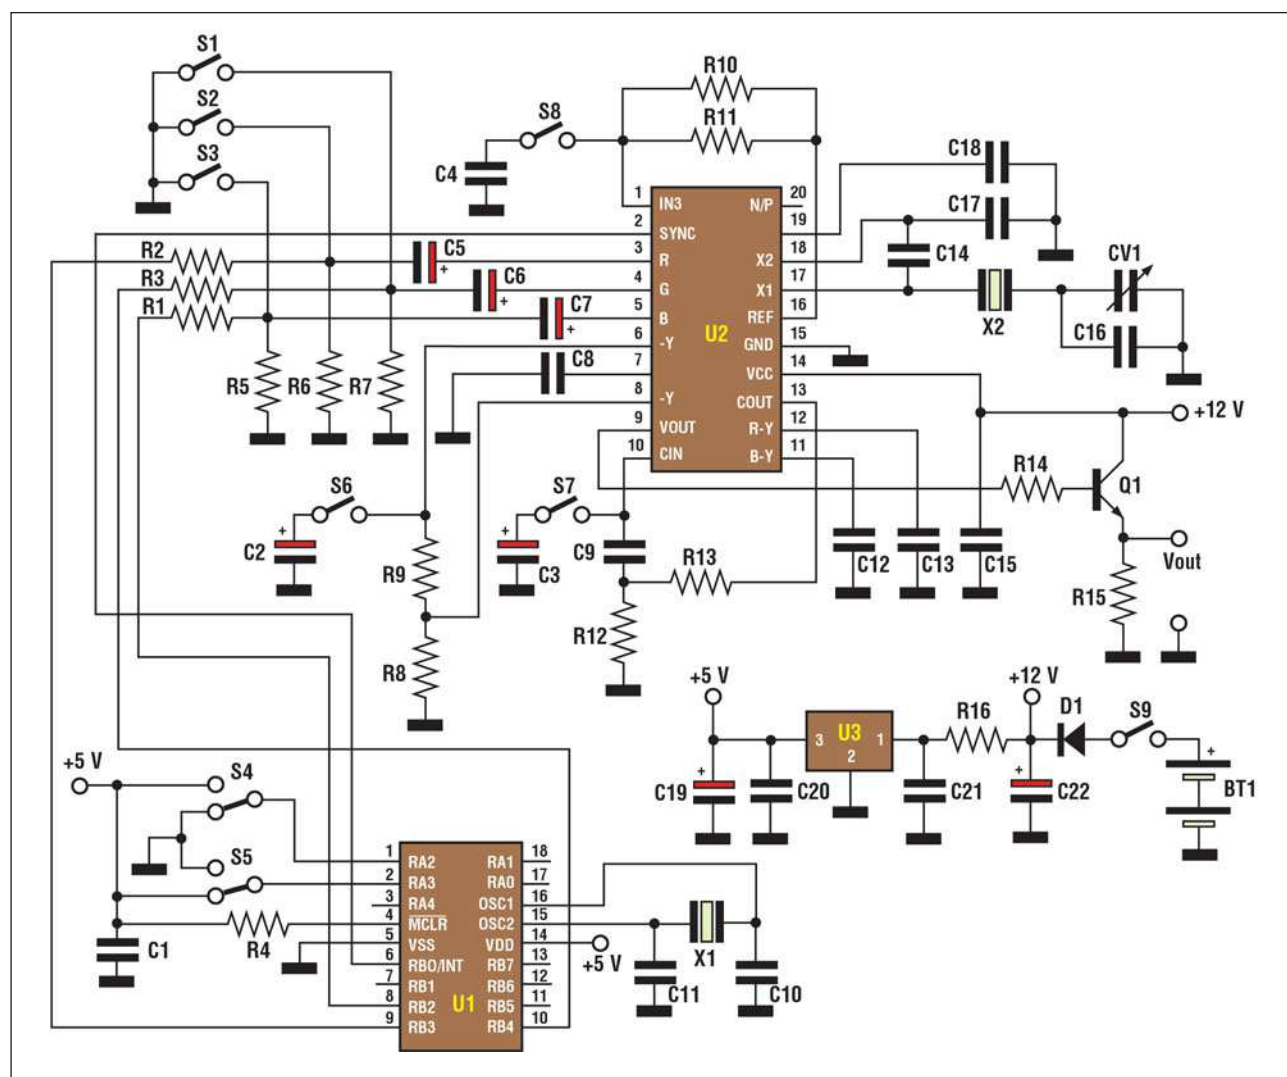 S1
S2
S3
R2
R3
R1
R5
R6
R7
C5
+
C6
+
C7
+
C8
S8
C4
R10
R11
1
2
3
4
5
6
7
8
9
10
IN3
SYNC
R
G
B
-Y
-Y
VOUT
CIN
U2
N/P
X2
X1
REF
GND
VCC
COUT
R-Y
B-Y
20
19
18
17
16
15
14
13
12
11
C18
C17
C14
X2
CV1
C16
+12 V
R14
Q1
Vout
R15
C12
C13
C15
S6
+
C2
R9
R8
S7
+
C3
C9
R13
R12
+5 V
+
C19
C20
3
U3
1
2
C21
R16
+12 V
+
C22
D1
S9
+
BT1
+5 V
S4
S5
C1
R4
1
2
3
4
5
6
7
8
9
RA2
RA3
RA4
MCLR
VSS
RB0/INT
RB1
RB2
RB3
U1
RA1
RA0
OSC1
OSC2
VDD
RB7
RB6
RB5
RB4
18
17
16
15
14
13
12
11
10
+5 V
C11
X1
C10